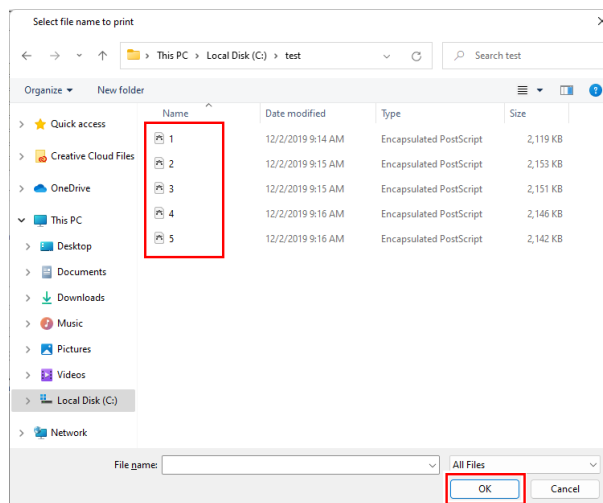 Select file name to print
This PC > Local Disk (C:) > test
Search test
Organize
New folder
Name Date modified Type Size
Quick access
Creative Cloud Files
OneDrive
This PC
Desktop
Documents
Downloads
Music
Pictures
Videos
Local Disk (C:)
Network
1 12/2/2019 9:14 AM Encapsulated PostScript 2,119 KB
2 12/2/2019 9:15 AM Encapsulated PostScript 2,153 KB
3 12/2/2019 9:15 AM Encapsulated PostScript 2,151 KB
4 12/2/2019 9:16 AM Encapsulated PostScript 2,146 KB
5 12/2/2019 9:16 AM Encapsulated PostScript 2,142 KB
File name:
All Files
OK
Cancel